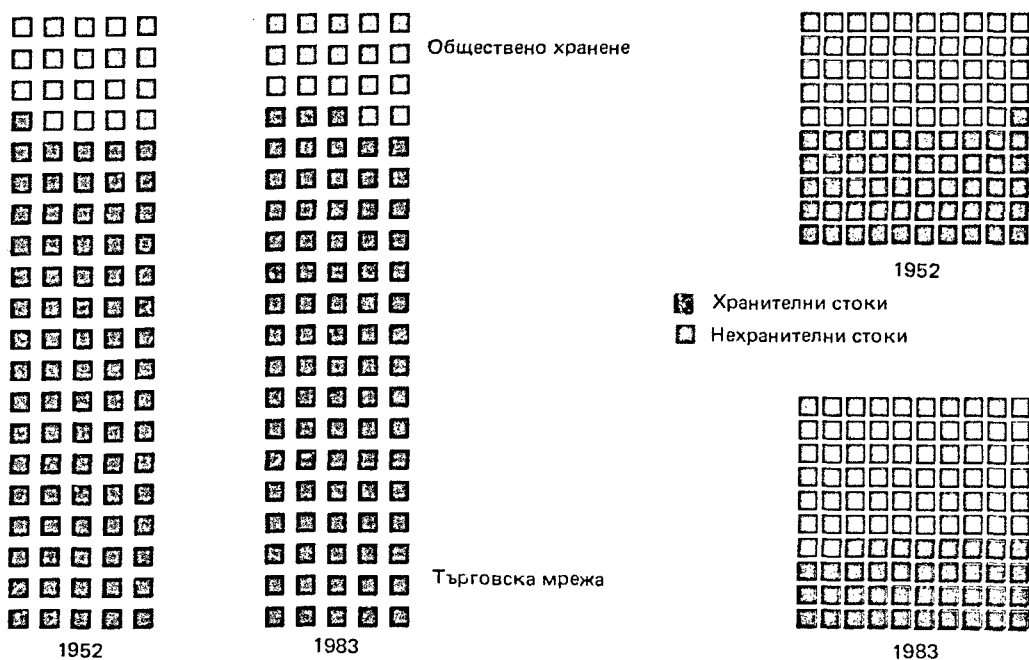 Обществено хранене
1952
Хранителни стоки
Нехранителни стоки
Търговска мрежа
1952
1983
1983